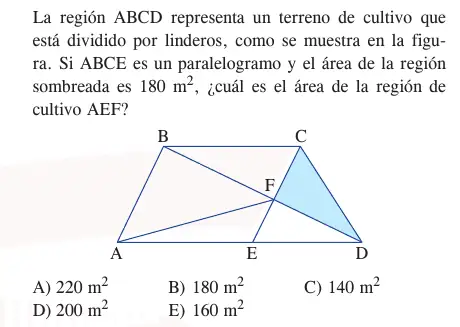 La región ABCD representa un terreno de cultivo que
está dividido por linderos, como se muestra en la figu-
ra. Si ABCE es un paralelogramo y el área de la región
sombreada es 180 m², ¿cuál es el área de la región de
cultivo AEF?
B C
F
A E D
A) 220 m² B) 180 m² C) 140 m²
D) 200 m² E) 160 m²